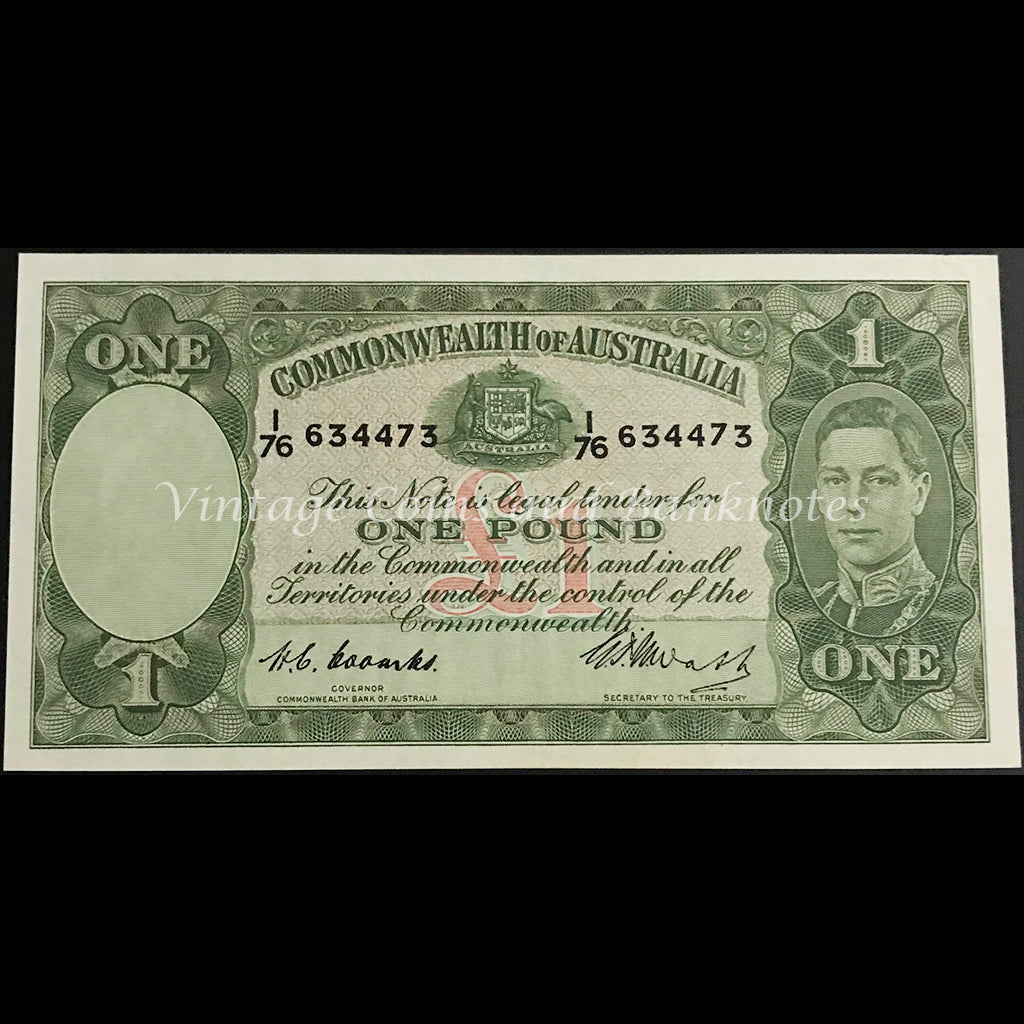 ONE
1
COMMONWEALTH OF AUSTRALIA
I/76 634473
I/76 634473
AUSTRALIA
This Note is legal tender for
Vintage Coins and Banknotes
ONE POUND
£1
in the Commonwealth and in all
Territories under the control of the
Commonwealth.
H.C. Coombs.
GOVERNOR
COMMONWEALTH BANK OF AUSTRALIA.
SECRETARY TO THE TREASURY
1
ONE